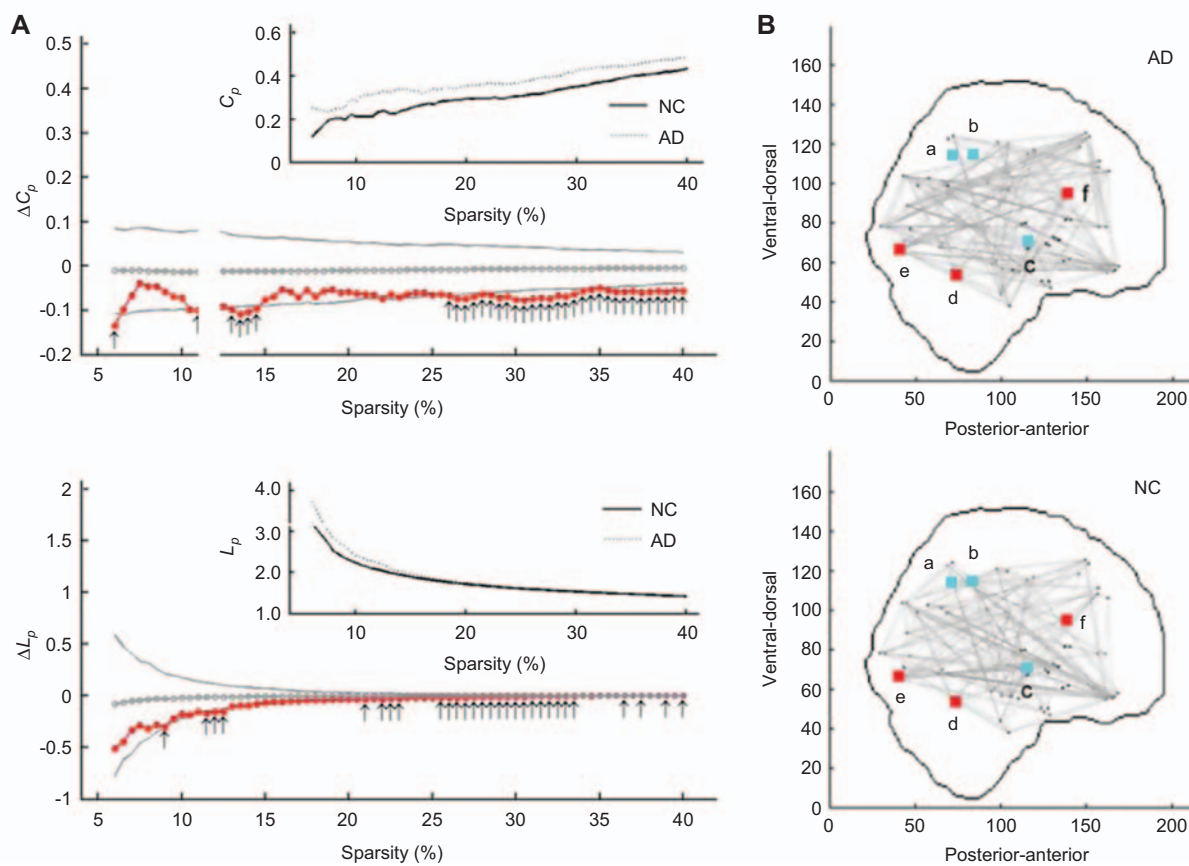 A
0.5
0.4
0.3
0.2
0.1
0
-0.1
-0.2
ΔCp
5 10 15 20 25 30 35 40
Sparsity (%)
0.6
0.4
0.2
0
Cp
NC
AD
10 20 30 40
Sparsity (%)
2
1.5
1
0.5
0
-0.5
-1
ΔLp
5 10 15 20 25 30 35 40
Sparsity (%)
4.0
3.0
2.0
1.0
Lp
NC
AD
10 20 30 40
Sparsity (%)
B
AD
160
140
120
100
80
60
40
20
0
Ventral-dorsal
a
b
f
e
c
d
50 100 150 200
Posterior-anterior
NC
160
140
120
100
80
60
40
20
0
Ventral-dorsal
a
b
f
e
c
d
0 50 100 150 200
Posterior-anterior